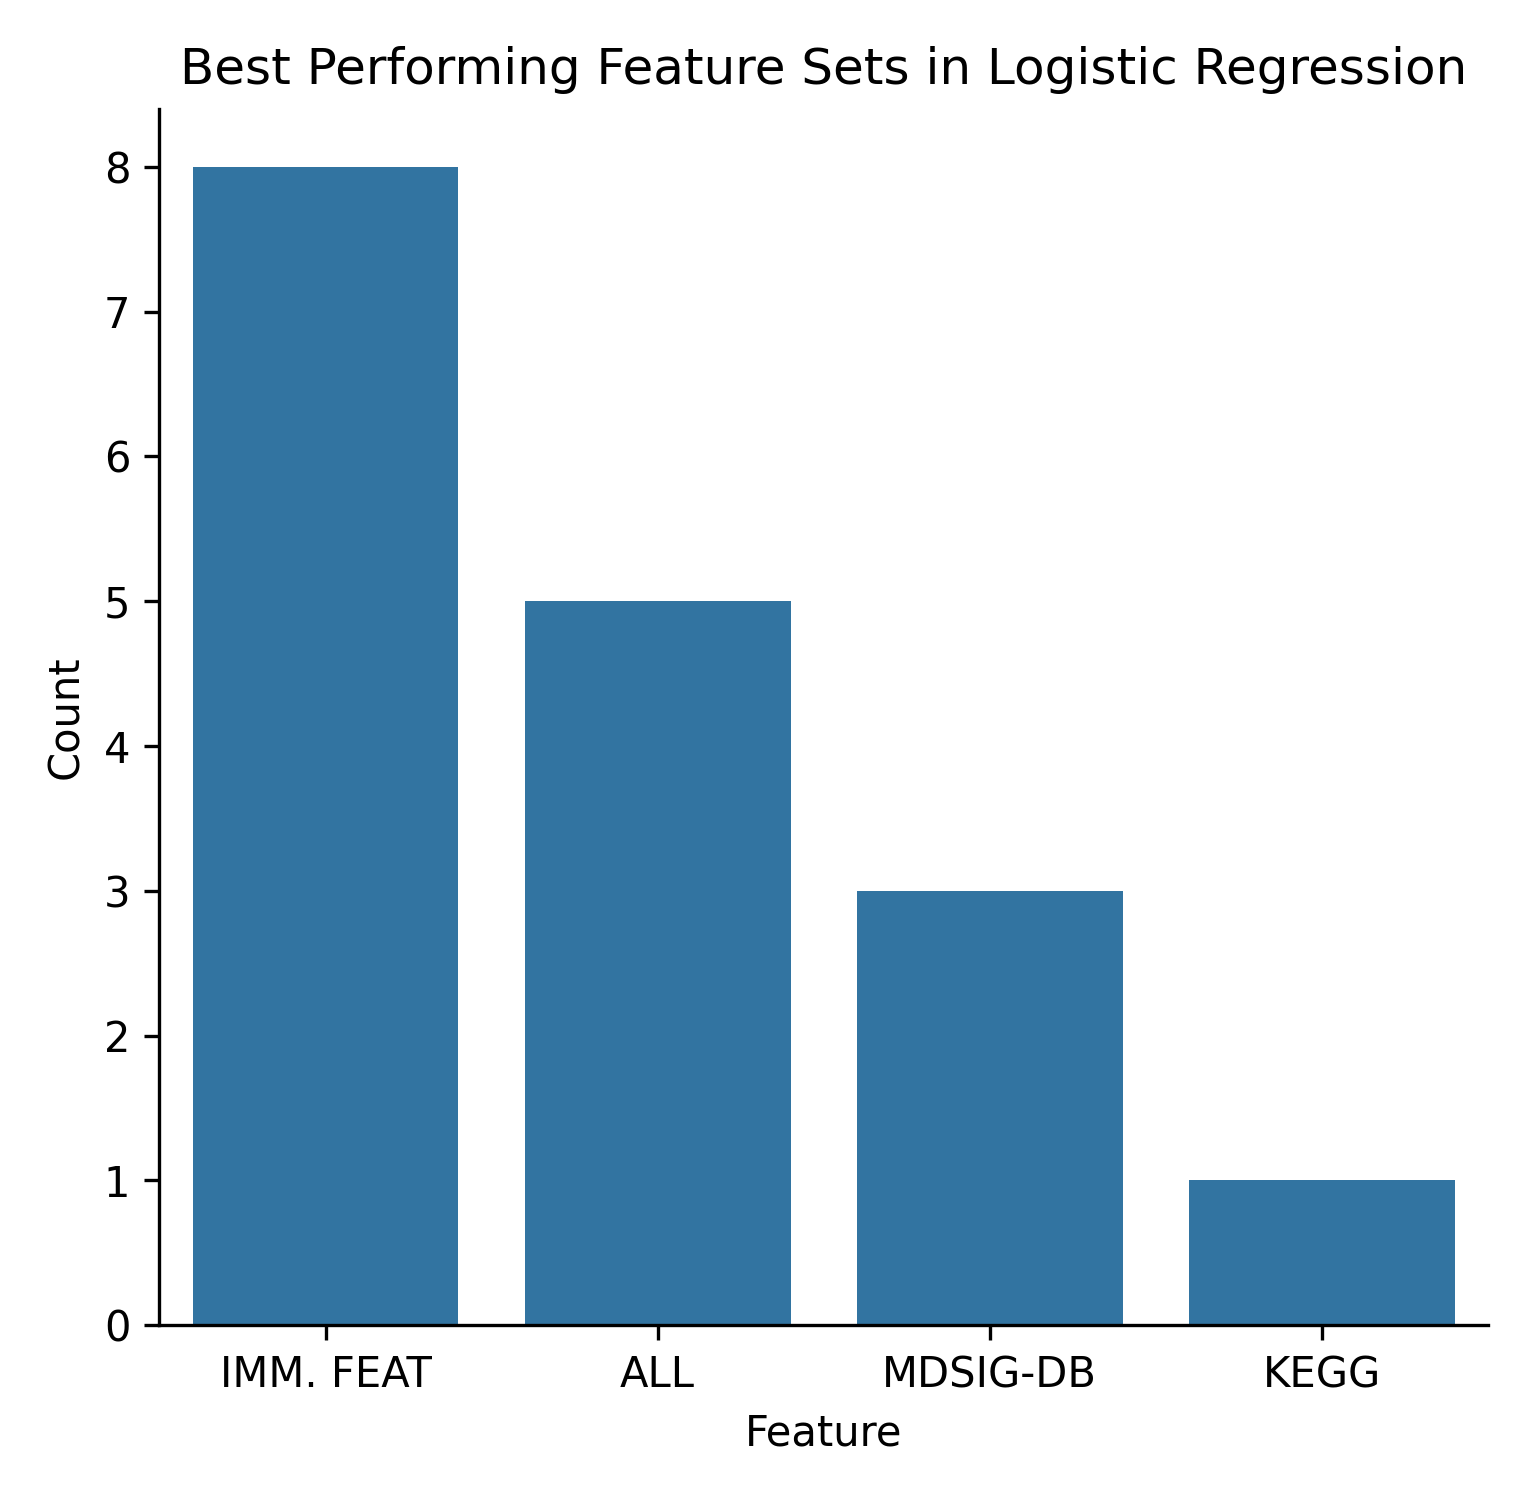 Best Performing Feature Sets in Logistic Regression
8
7
6
5
4
3
2
1
0
Count
IMM. FEAT
ALL
MDSIG-DB
KEGG
Feature